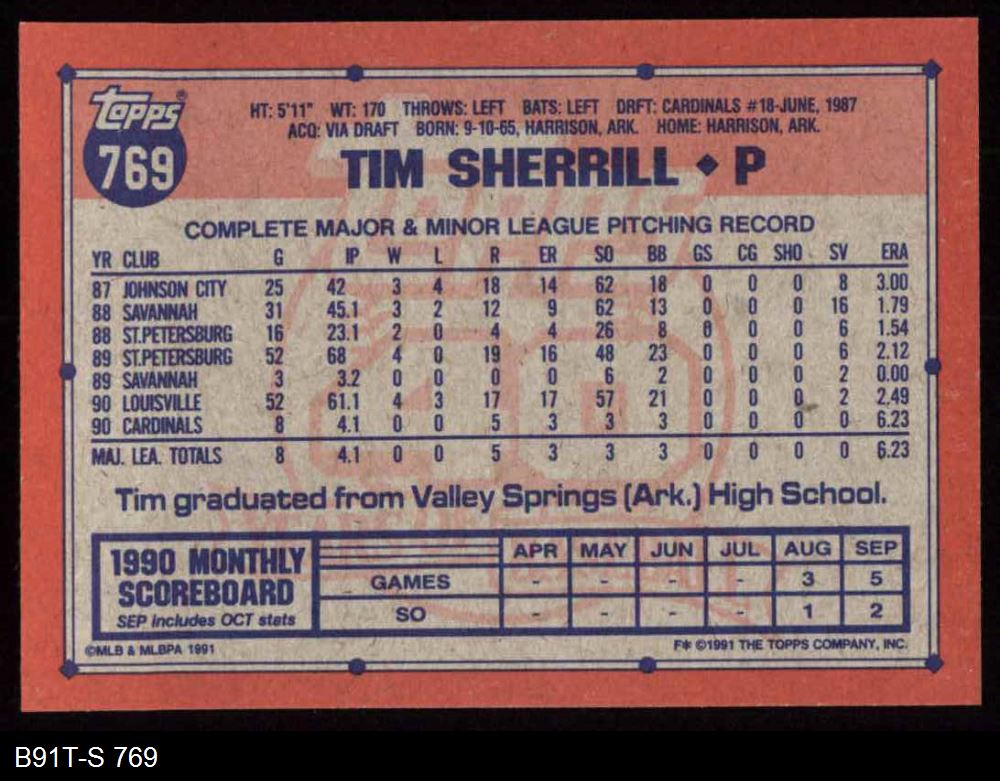 topps®
769
HT: 5'11" WT: 170 THROWS: LEFT BATS: LEFT DRFT: CARDINALS #18-JUNE, 1987
ACQ: VIA DRAFT BORN: 9-10-65, HARRISON, ARK. HOME: HARRISON, ARK.
TIM SHERRILL ♦ P
COMPLETE MAJOR & MINOR LEAGUE PITCHING RECORD
YR CLUB G IP W L R ER SO BB GS CG SHO SV ERA
87 JOHNSON CITY 25 42 3 4 18 14 62 18 0 0 0 8 3.00
88 SAVANNAH 31 45.1 3 2 12 9 62 13 0 0 0 16 1.79
88 ST.PETERSBURG 16 23.1 2 0 4 4 26 8 0 0 0 6 1.54
89 ST.PETERSBURG 52 68 4 0 19 16 48 23 0 0 0 6 2.12
89 SAVANNAH 3 3.2 0 0 0 0 6 2 0 0 0 2 0.00
90 LOUISVILLE 52 61.1 4 3 17 17 57 21 0 0 0 2 2.49
90 CARDINALS 8 4.1 0 0 5 3 3 3 0 0 0 0 6.23
MAJ. LEA. TOTALS 8 4.1 0 0 5 3 3 3 0 0 0 0 6.23
Tim graduated from Valley Springs (Ark.) High School.
1990 MONTHLY SCOREBOARD
SEP includes OCT stats
APR MAY JUN JUL AUG SEP
GAMES - - - - 3 5
SO - - - - 1 2
©MLB & MLBPA 1991
F* ©1991 THE TOPPS COMPANY, INC.
B91T-S 769